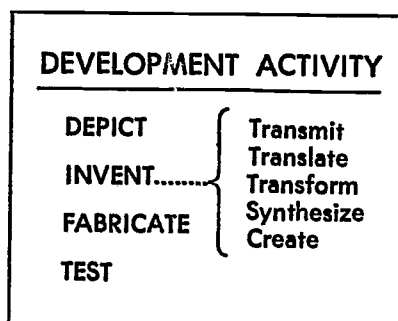 DEVELOPMENT ACTIVITY
DEPICT
INVENT........
FABRICATE
TEST
Transmit
Translate
Transform
Synthesize
Create